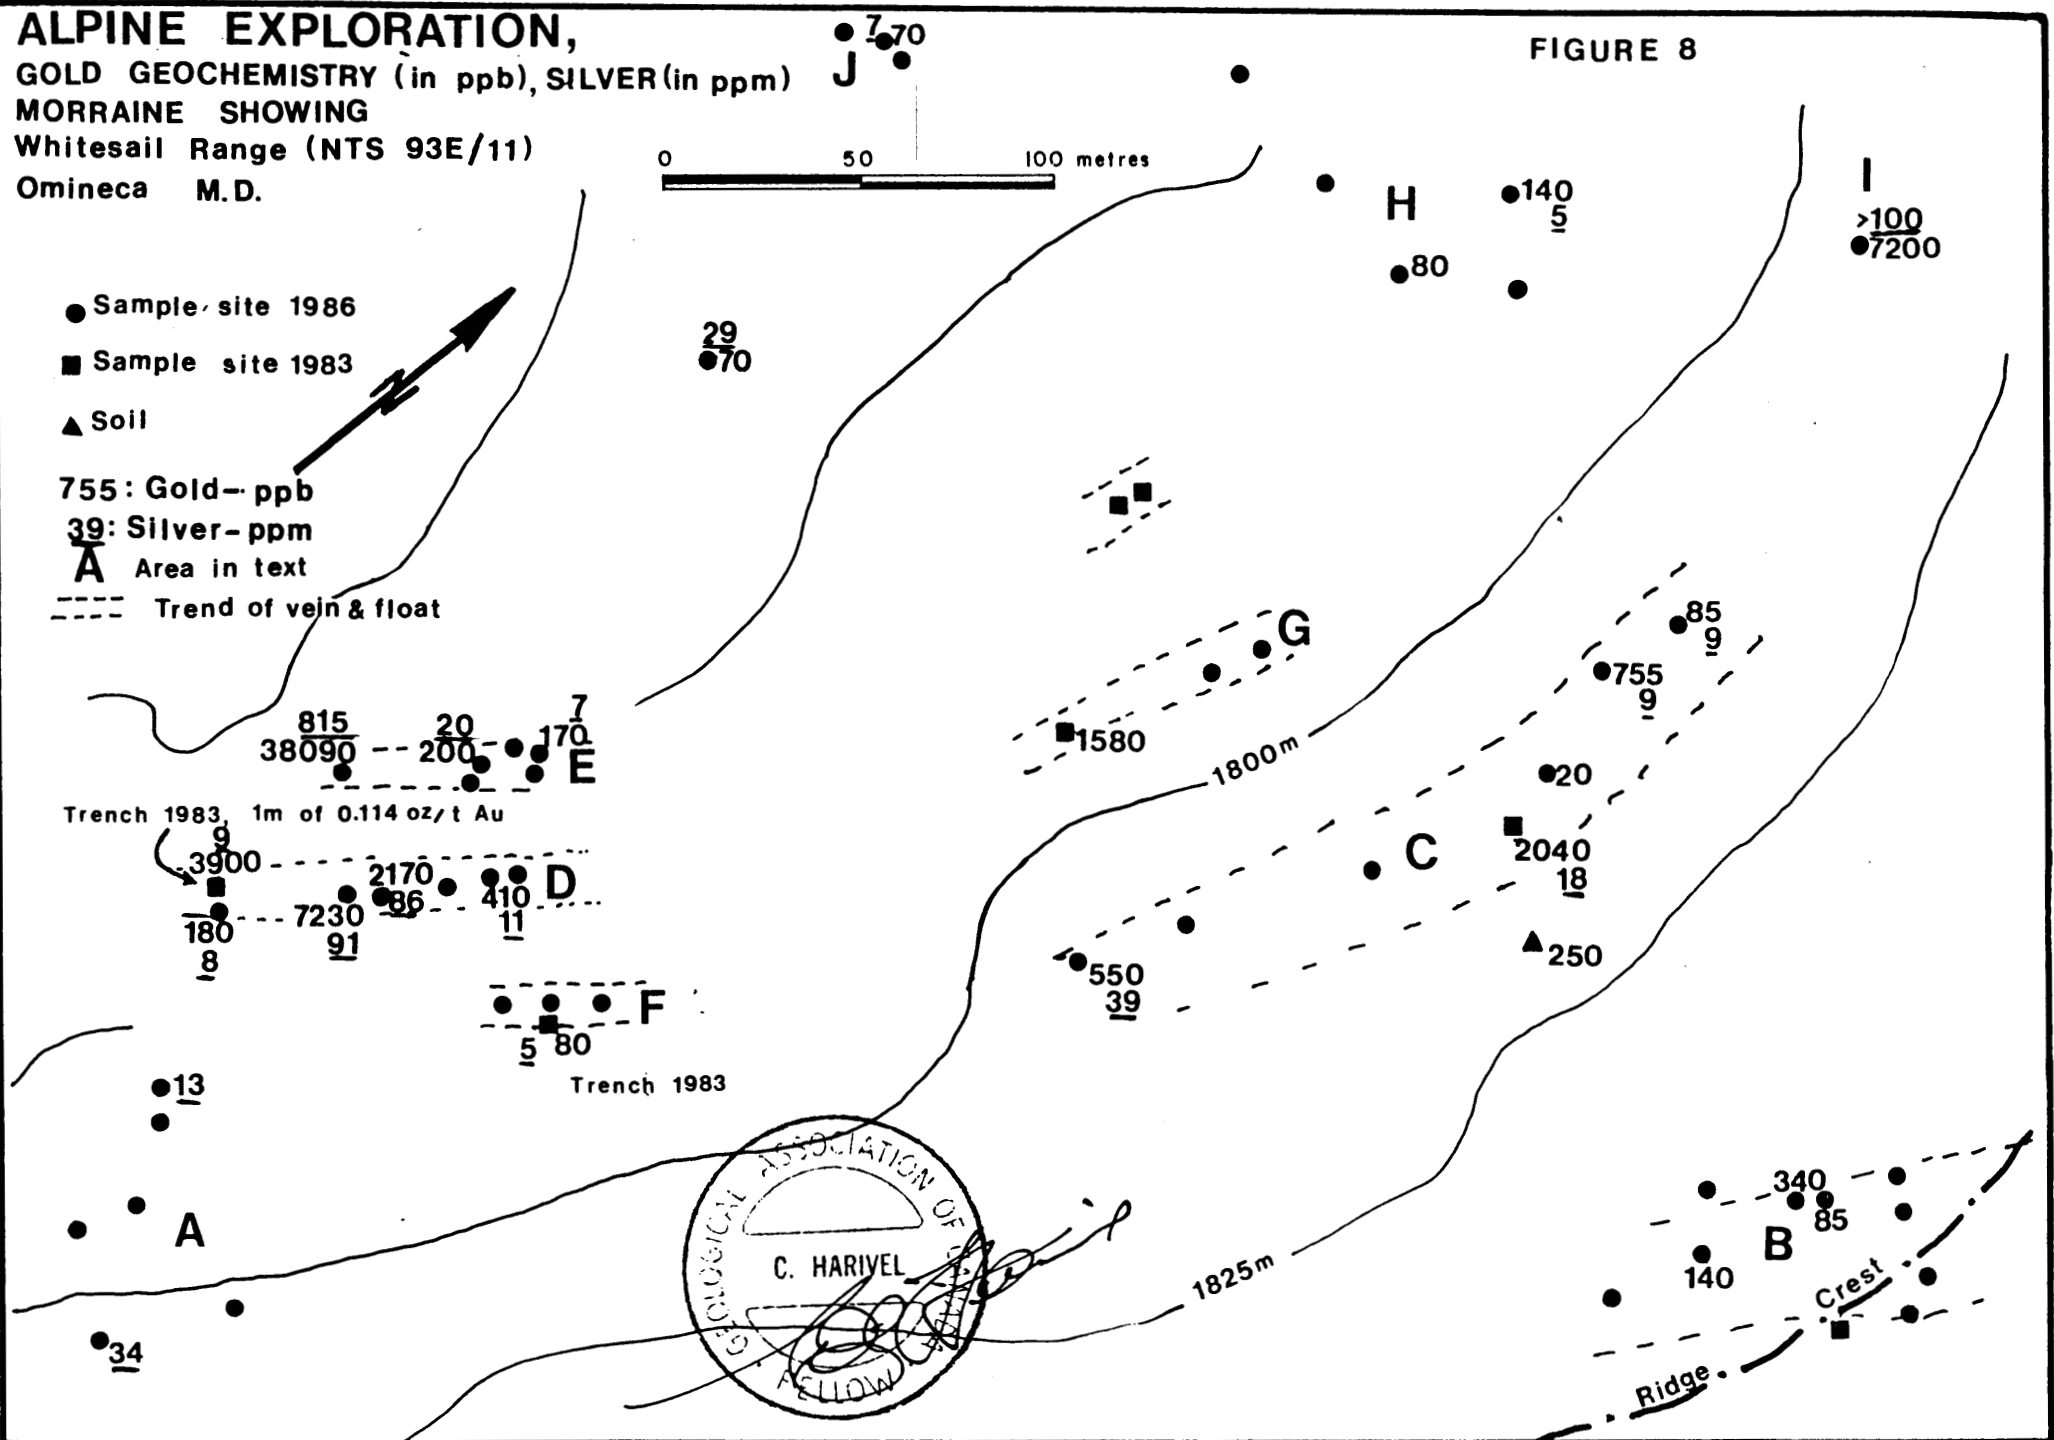 ALPINE EXPLORATION,
GOLD GEOCHEMISTRY (in ppb), SILVER (in ppm)
MORRAINE SHOWING
Whitesail Range (NTS 93E/11)
Omineca M.D.
FIGURE 8
7
70
J
0 50 100 metres
Sample site 1986
Sample site 1983
Soil
755: Gold-ppb
39: Silver-ppm
A Area in text
Trend of vein & float
H
140
5
80
I
>100
7200
29
70
G
1580
1800m
85
9
755
9
20
C
2040
18
250
550
39
815
38090
20
200
7
170
E
Trench 1983, 1m of 0.114 oz/t Au
9
3900
2170
86
410
11
D
180
8
7230
91
F
5 80
Trench 1983
13
A
34
GEOLOGICAL ASSOCIATION OF CANADA
C. HARIVEL
FELLOW
1825m
340
85
B
140
Ridge Crest